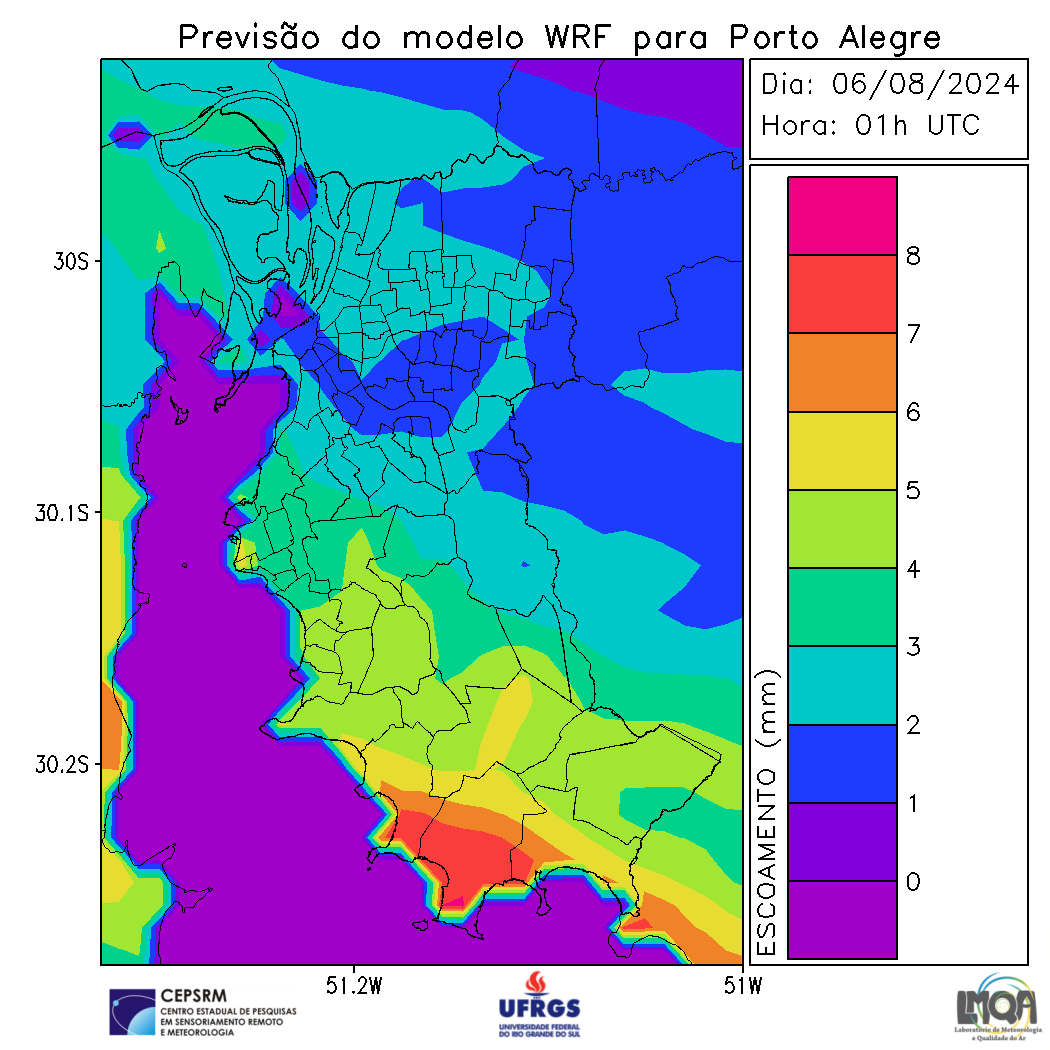 Previsão do modelo WRF para Porto Alegre
Dia: 06/08/2024
Hora: 01h UTC
30S
30.1S
30.2S
51.2W
51W
8
7
6
5
4
3
2
1
0
ESCOAMENTO (mm)
CEPSRM
CENTRO ESTADUAL DE PESQUISAS
EM SENSORIAMENTO REMOTO
E METEOROLOGIA
UFRGS
UNIVERSIDADE FEDERAL
DO RIO GRANDE DO SUL
LMQA
Laboratório de Meteorologia
e Qualidade do Ar